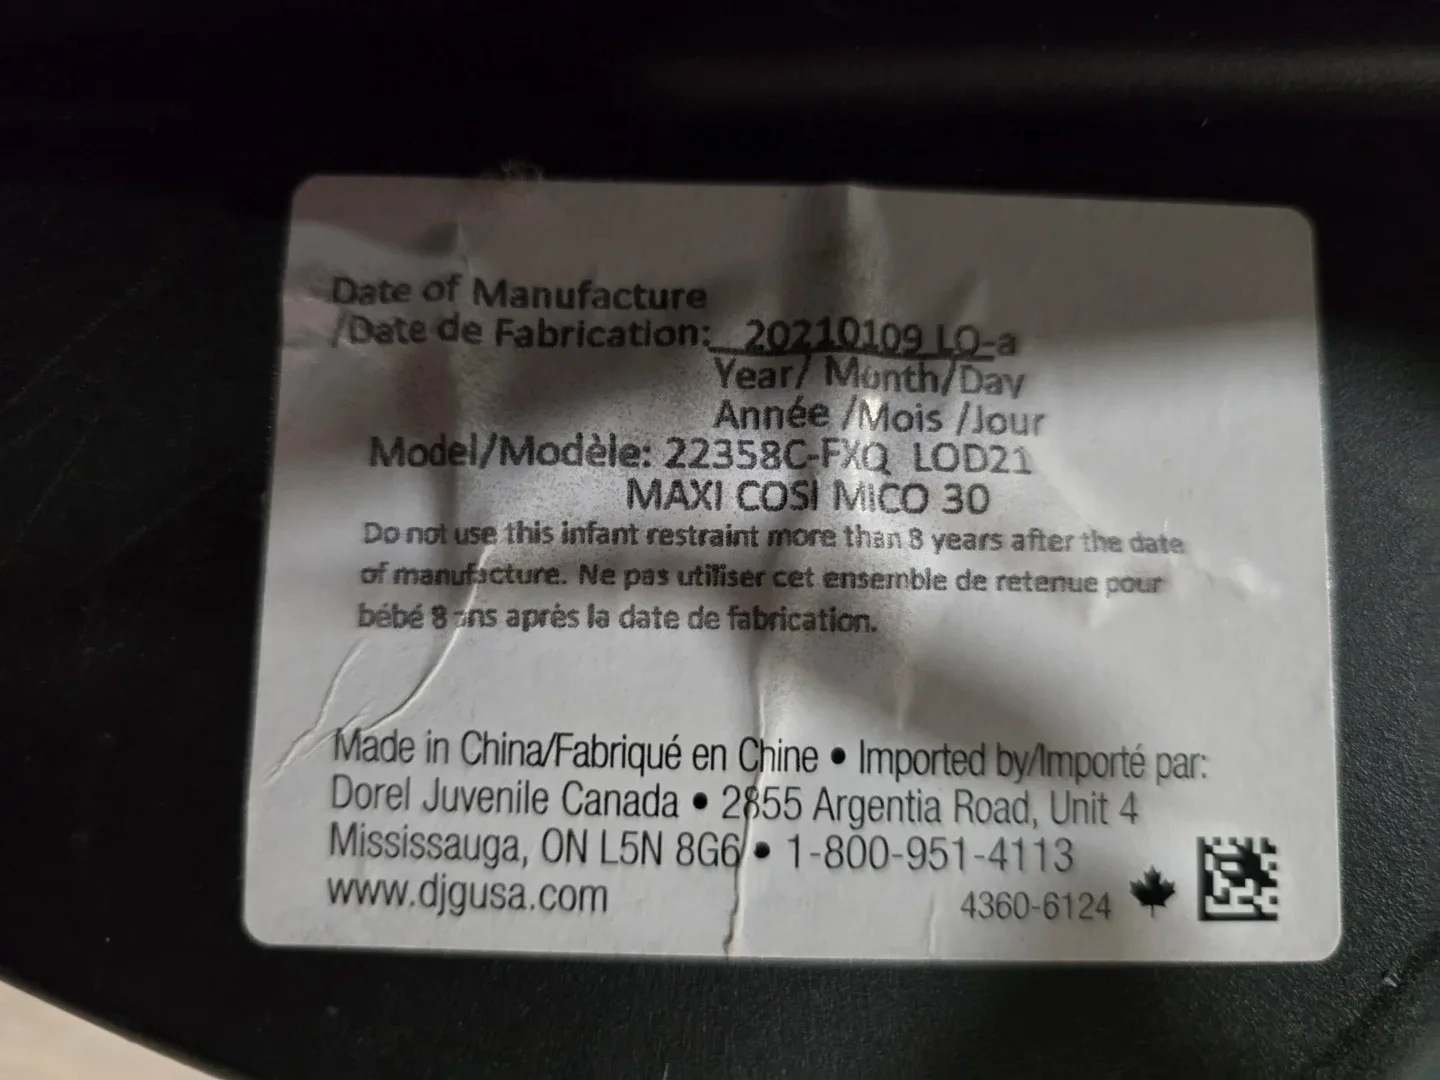 Date of Manufacture
/Date de Fabrication: 20210109 LO-a
Year/ Month/Day
Année /Mois /Jour
Model/Modèle: 22358C-FXQ LOD21
MAXI COSI MICO 30
Do not use this infant restraint more than 8 years after the date
of manufacture. Ne pas utiliser cet ensemble de retenue pour
bébé 8 ans après la date de fabrication.
Made in China/Fabriqué en Chine • Imported by/Importé par:
Dorel Juvenile Canada • 2855 Argentia Road, Unit 4
Mississauga, ON L5N 8G6 • 1-800-951-4113
www.djgusa.com
4360-6124